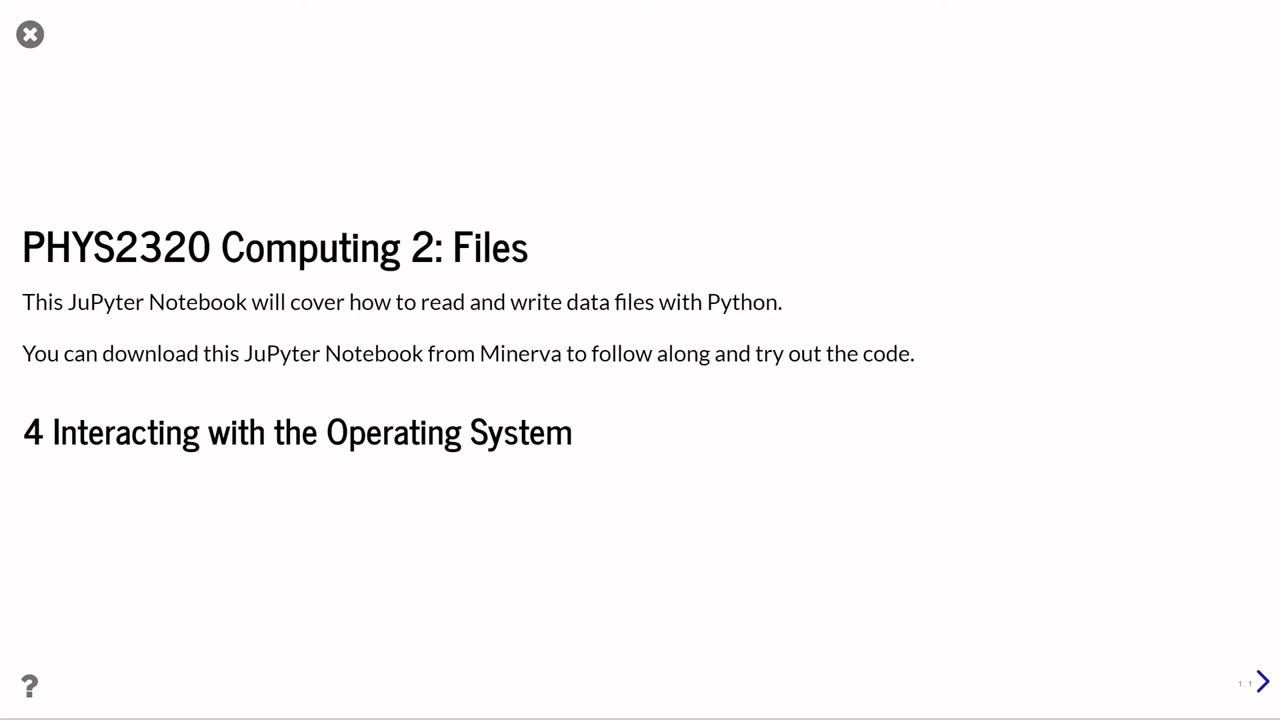 PHYS2320 Computing 2: Files
This JuPyter Notebook will cover how to read and write data files with Python.
You can download this JuPyter Notebook from Minerva to follow along and try out the code.
4 Interacting with the Operating System
?
1.1